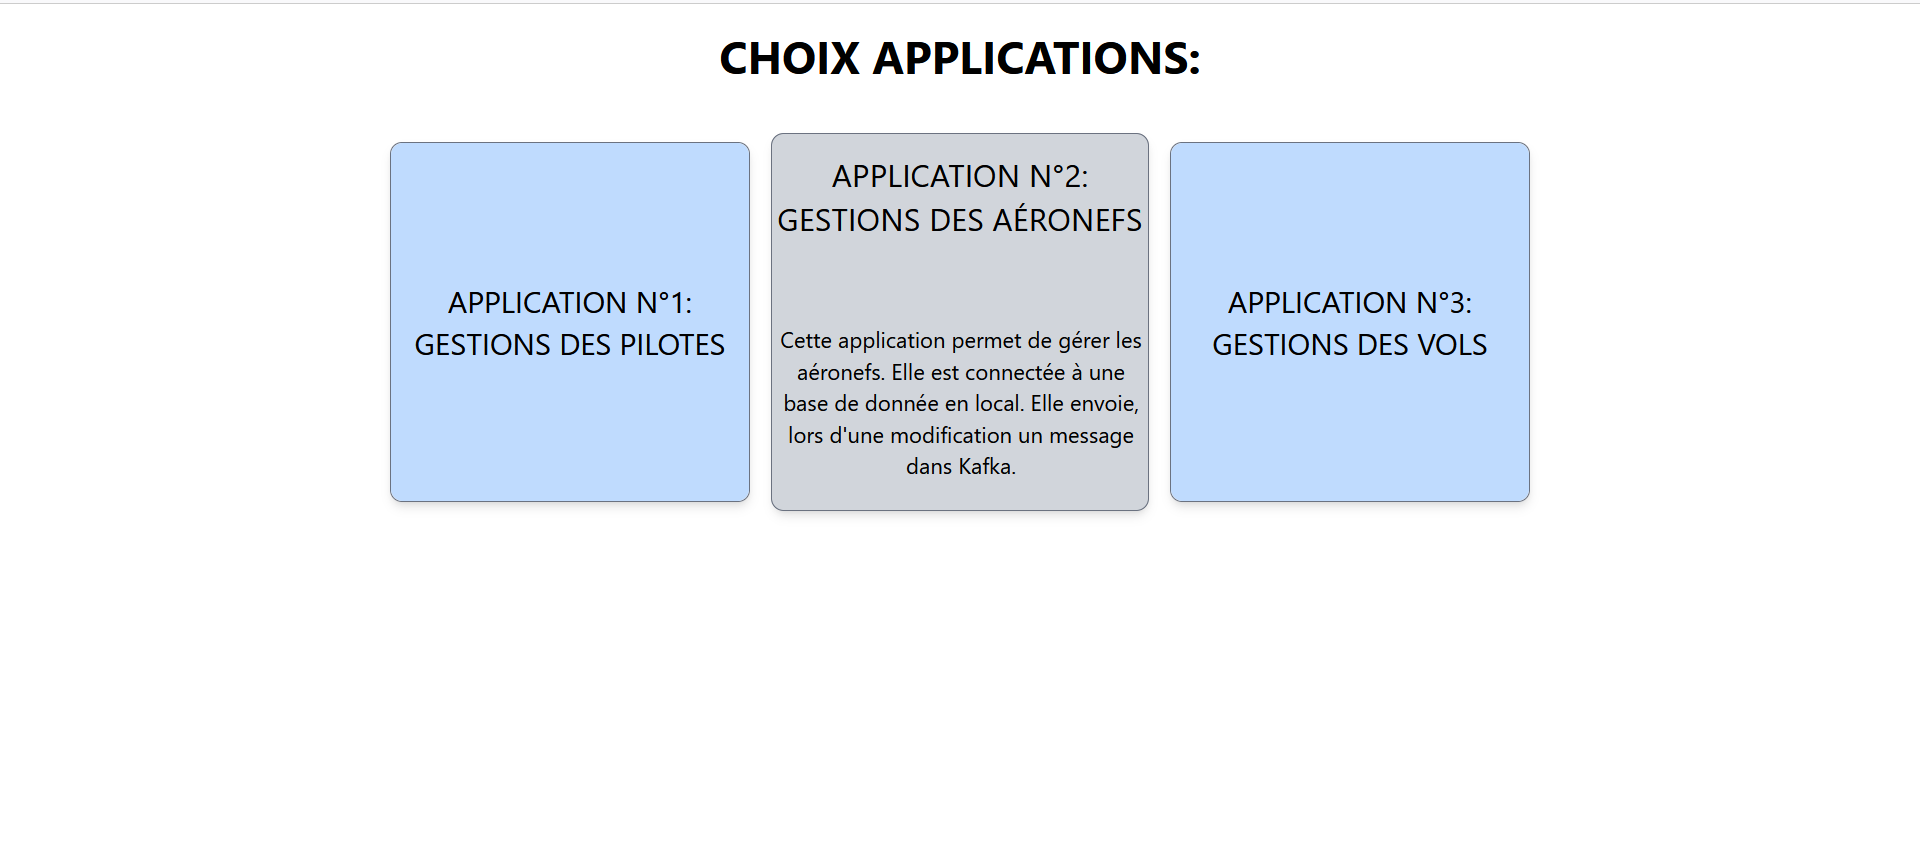 CHOIX APPLICATIONS:
APPLICATION N°1:
GESTIONS DES PILOTES
APPLICATION N°2:
GESTIONS DES AÉRONEFS
Cette application permet de gérer les
aéronefs. Elle est connectée à une
base de donnée en local. Elle envoie,
lors d'une modification un message
dans Kafka.
APPLICATION N°3:
GESTIONS DES VOLS